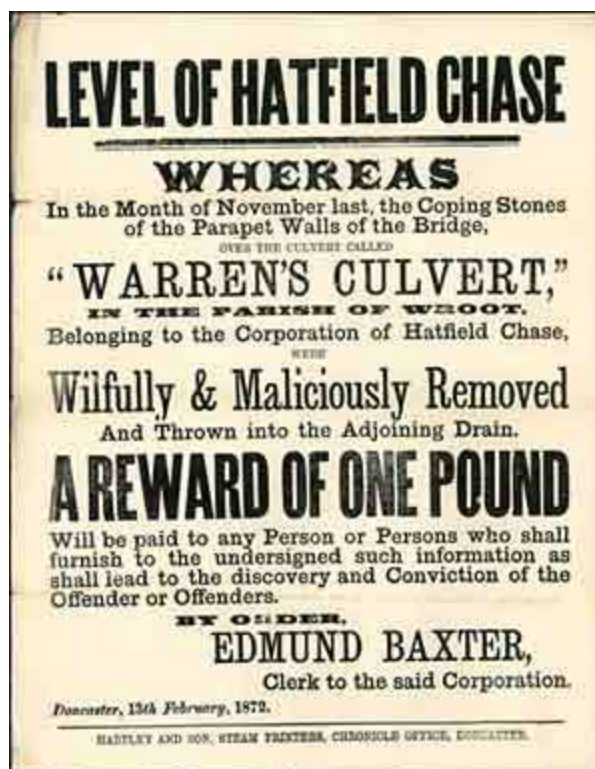 LEVEL OF HATFIELD CHASE
WHEREAS
In the Month of November last, the Coping Stones
of the Parapet Walls of the Bridge,
OVER THE CULVERT CALLED
"WARREN'S CULVERT,"
IN THE PARISH OF WROOT,
Belonging to the Corporation of Hatfield Chase,
WERE
Wilfully & Maliciously Removed
And Thrown into the Adjoining Drain.
A REWARD OF ONE POUND
Will be paid to any Person or Persons who shall
furnish to the undersigned such information as
shall lead to the discovery and Conviction of the
Offender or Offenders.
BY ORDER,
EDMUND BAXTER,
Clerk to the said Corporation.
Doncaster, 13th February, 1872.
HARTLEY AND SON, STEAM PRINTERS, CHRONICLE OFFICE, DONCASTER.